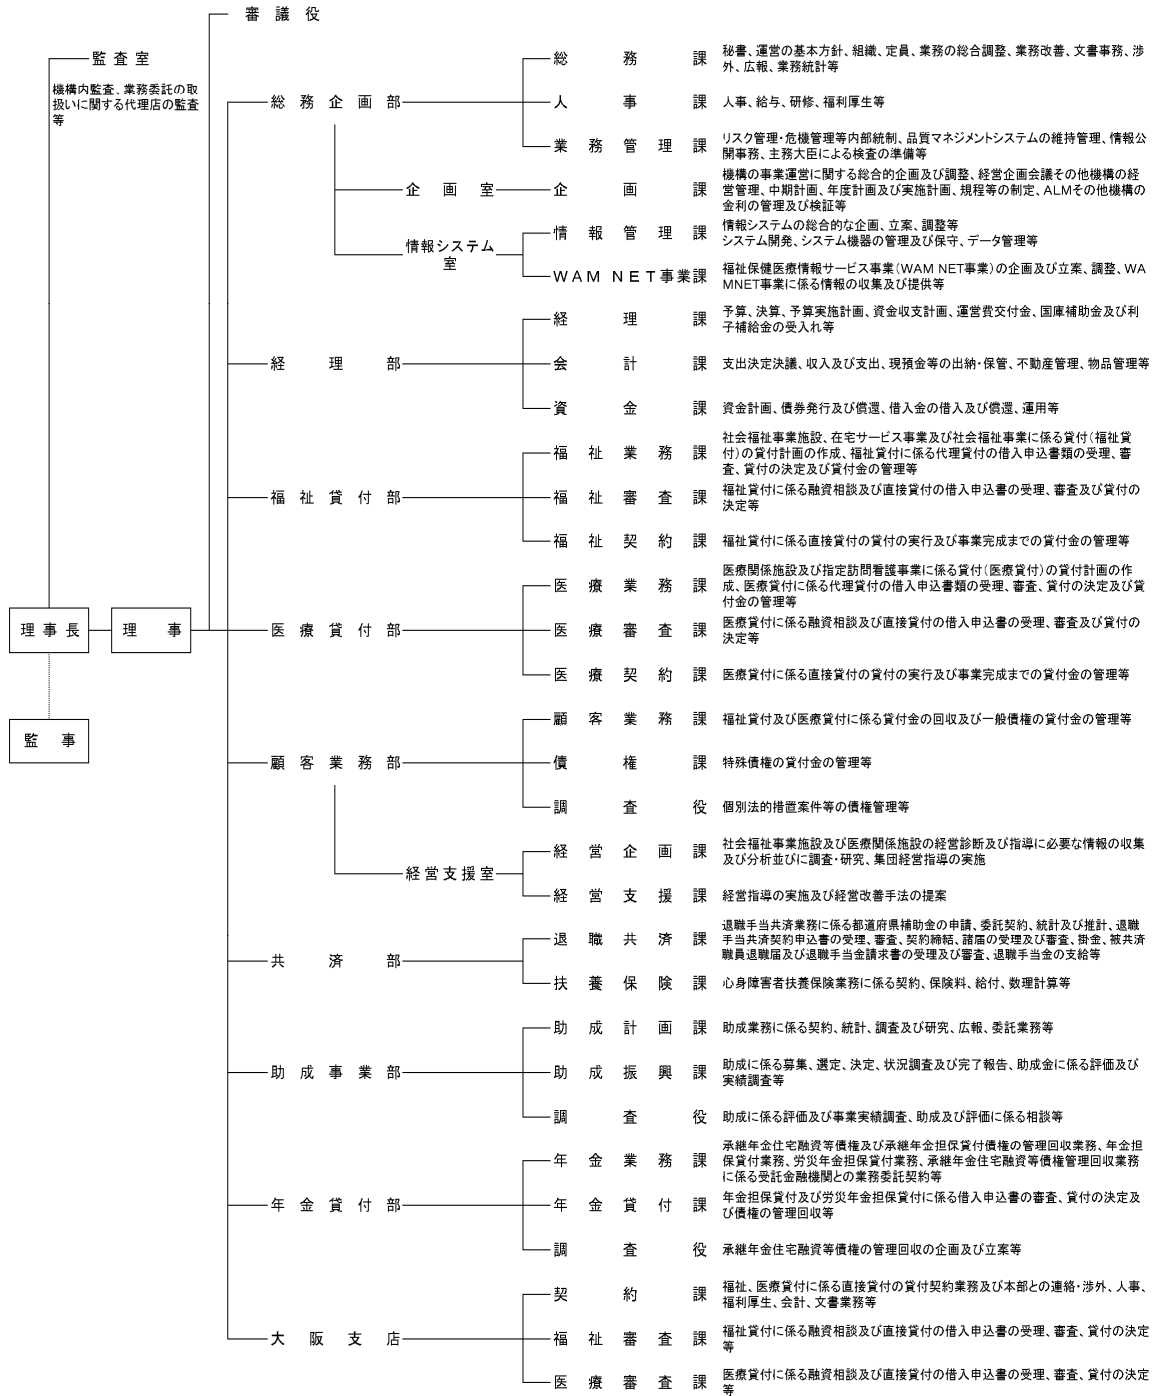 審議役
監査室
機構内監査、業務委託の取
扱いに関する代理店の監査
等
理事長
理事
監事
総務企画部
総務課
秘書、運営の基本方針、組織、定員、業務の総合調整、業務改善、文書事務、渉
外、広報、業務統計等
人事課
人事、給与、研修、福利厚生等
業務管理課
リスク管理・危機管理等内部統制、品質マネジメントシステムの維持管理、情報公
開事務、主務大臣による検査の準備等
企画室
企画課
機構の事業運営に関する総合的企画及び調整、経営企画会議その他機構の経
営管理、中期計画、年度計画及び実施計画、規程等の制定、ALMその他機構の
金利の管理及び検証等
情報システム
室
情報管理課
情報システムの総合的な企画、立案、調整等
システム開発、システム機器の管理及び保守、データ管理等
WAM NET事業課
福祉保健医療情報サービス事業（WAM NET事業）の企画及び立案、調整、WA
MNET事業に係る情報の収集及び提供等
経理部
経理課
予算、決算、予算実施計画、資金収支計画、運営費交付金、国庫補助金及び利
子補給金の受入れ等
会計課
支出決定決議、収入及び支出、現預金等の出納・保管、不動産管理、物品管理等
資金課
資金計画、債券発行及び償還、借入金の借入及び償還、運用等
福祉貸付部
福祉業務課
社会福祉事業施設、在宅サービス事業及び社会福祉事業に係る貸付（福祉貸
付）の貸付計画の作成、福祉貸付に係る代理貸付の借入申込書類の受理、審
査、貸付の決定及び貸付金の管理等
福祉審査課
福祉貸付に係る融資相談及び直接貸付の借入申込書の受理、審査及び貸付の
決定等
福祉契約課
福祉貸付に係る直接貸付の貸付の実行及び事業完成までの貸付金の管理等
医療貸付部
医療業務課
医療関係施設及び指定訪問看護事業に係る貸付（医療貸付）の貸付計画の作
成、医療貸付に係る代理貸付の借入申込書類の受理、審査、貸付の決定及び貸
付金の管理等
医療審査課
医療貸付に係る融資相談及び直接貸付の借入申込書の受理、審査及び貸付の
決定等
医療契約課
医療貸付に係る直接貸付の貸付の実行及び事業完成までの貸付金の管理等
顧客業務部
顧客業務課
福祉貸付及び医療貸付に係る貸付金の回収及び一般債権の貸付金の管理等
債権課
特殊債権の貸付金の管理等
調査役
個別法的措置案件等の債権管理等
経営支援室
経営企画課
社会福祉事業施設及び医療関係施設の経営診断及び指導に必要な情報の収集
及び分析並びに調査・研究、集団経営指導の実施
経営支援課
経営指導の実施及び経営改善手法の提案
共済部
退職共済課
退職手当共済業務に係る都道府県補助金の申請、委託契約、統計及び推計、退職
手当共済契約申込書の受理、審査、契約締結、諸届の受理及び審査、掛金、被共済
職員退職届及び退職手当金請求書の受理及び審査、退職手当金の支給等
扶養保険課
心身障害者扶養保険業務に係る契約、保険料、給付、数理計算等
助成事業部
助成計画課
助成業務に係る契約、統計、調査及び研究、広報、委託業務等
助成振興課
助成に係る募集、選定、決定、状況調査及び完了報告、助成金に係る評価及び
実績調査等
調査役
助成に係る評価及び事業実績調査、助成及び評価に係る相談等
年金貸付部
年金業務課
承継年金住宅融資等債権及び承継年金担保貸付債権の管理回収業務、年金担
保貸付業務、労災年金担保貸付業務、承継年金住宅融資等債権管理回収業務
に係る受託金融機関との業務委託契約等
年金貸付課
年金担保貸付及び労災年金担保貸付に係る借入申込書の審査、貸付の決定及
び債権の管理回収等
調査役
承継年金住宅融資等債権の管理回収の企画及び立案等
大阪支店
契約課
福祉、医療貸付に係る直接貸付の貸付契約業務及び本部との連絡・渉外、人事、
福利厚生、会計、文書業務等
福祉審査課
福祉貸付に係る融資相談及び直接貸付の借入申込書の受理、審査、貸付の決定
等
医療審査課
医療貸付に係る融資相談及び直接貸付の借入申込書の受理、審査、貸付の決定
等